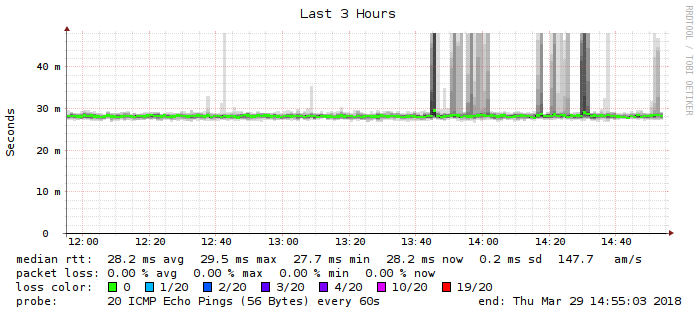 Last 3 Hours
RRDTOOL / TOBI OETIKER
Seconds
40 m
30 m
20 m
10 m
0
12:00 12:20 12:40 13:00 13:20 13:40 14:00 14:20 14:40
median rtt: 28.2 ms avg 29.5 ms max 27.7 ms min 28.2 ms now 0.2 ms sd 147.7 am/s
packet loss: 0.00 % avg 0.00 % max 0.00 % min 0.00 % now
loss color: 0 1/20 2/20 3/20 4/20 10/20 19/20
probe: 20 ICMP Echo Pings (56 Bytes) every 60s end: Thu Mar 29 14:55:03 2018